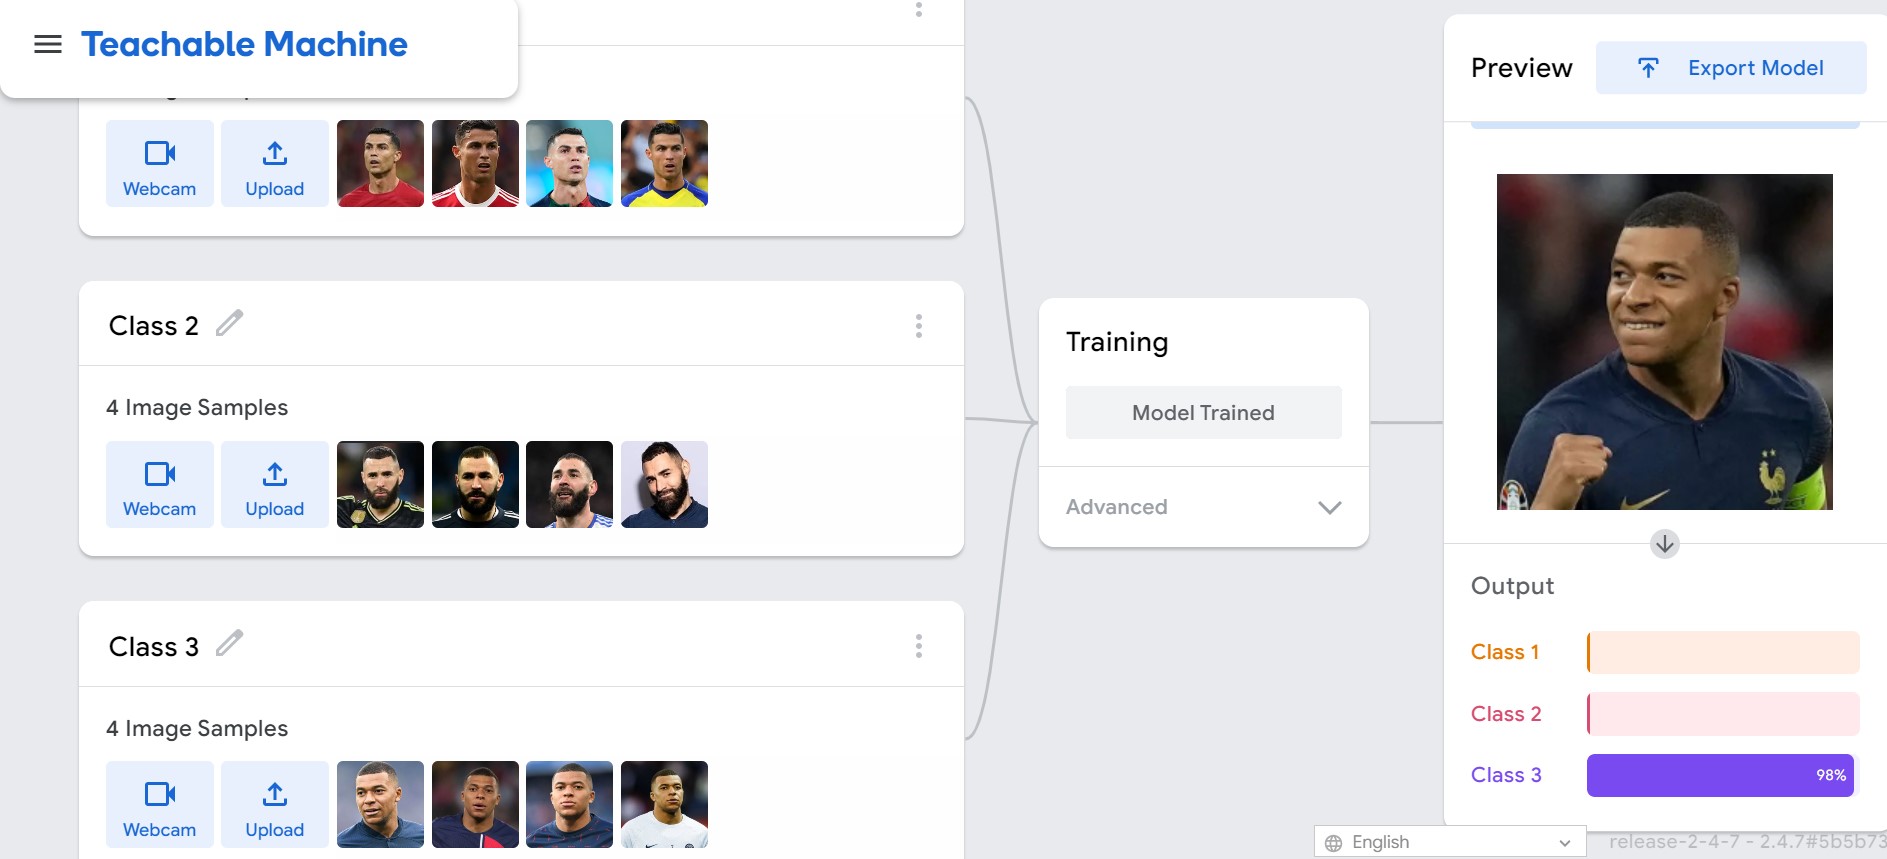 Teachable Machine
Webcam
Upload
Class 2
4 Image Samples
Webcam
Upload
Class 3
4 Image Samples
Webcam
Upload
Training
Model Trained
Advanced
Preview
Export Model
Output
Class 1
Class 2
Class 3
98%
English
release-2-4-7 - 2.4.7#5b5b73